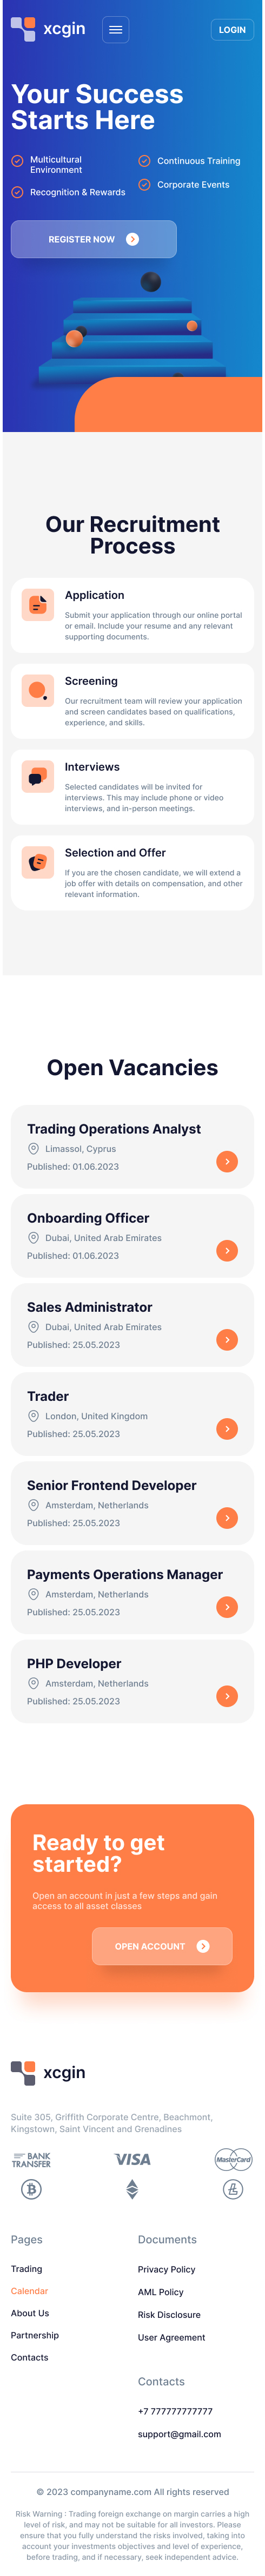 xcgin
LOGIN
Your Success
Starts Here
Multicultural
Environment
Continuous Training
Recognition & Rewards
Corporate Events
REGISTER NOW
Our Recruitment
Process
Application
Submit your application through our online portal
or email. Include your resume and any relevant
supporting documents.
Screening
Our recruitment team will review your application
and screen candidates based on qualifications,
experience, and skills.
Interviews
Selected candidates will be invited for
interviews. This may include phone or video
interviews, and in-person meetings.
Selection and Offer
If you are the chosen candidate, we will extend a
job offer with details on compensation, and other
relevant information.
Open Vacancies
Trading Operations Analyst
Limassol, Cyprus
Published: 01.06.2023
Onboarding Officer
Dubai, United Arab Emirates
Published: 01.06.2023
Sales Administrator
Dubai, United Arab Emirates
Published: 25.05.2023
Trader
London, United Kingdom
Published: 25.05.2023
Senior Frontend Developer
Amsterdam, Netherlands
Published: 25.05.2023
Payments Operations Manager
Amsterdam, Netherlands
Published: 25.05.2023
PHP Developer
Amsterdam, Netherlands
Published: 25.05.2023
Ready to get
started?
Open an account in just a few steps and gain
access to all asset classes
OPEN ACCOUNT
xcgin
Suite 305, Griffith Corporate Centre, Beachmont,
Kingstown, Saint Vincent and Grenadines
BANK
TRANSFER
VISA
MasterCard
Pages
Trading
Calendar
About Us
Partnership
Contacts
Documents
Privacy Policy
AML Policy
Risk Disclosure
User Agreement
Contacts
+7 777777777777
support@gmail.com
© 2023 companyname.com All rights reserved
Risk Warning : Trading foreign exchange on margin carries a high
level of risk, and may not be suitable for all investors. Please
ensure that you fully understand the risks involved, taking into
account your investments objectives and level of experience,
before trading, and if necessary, seek independent advice.